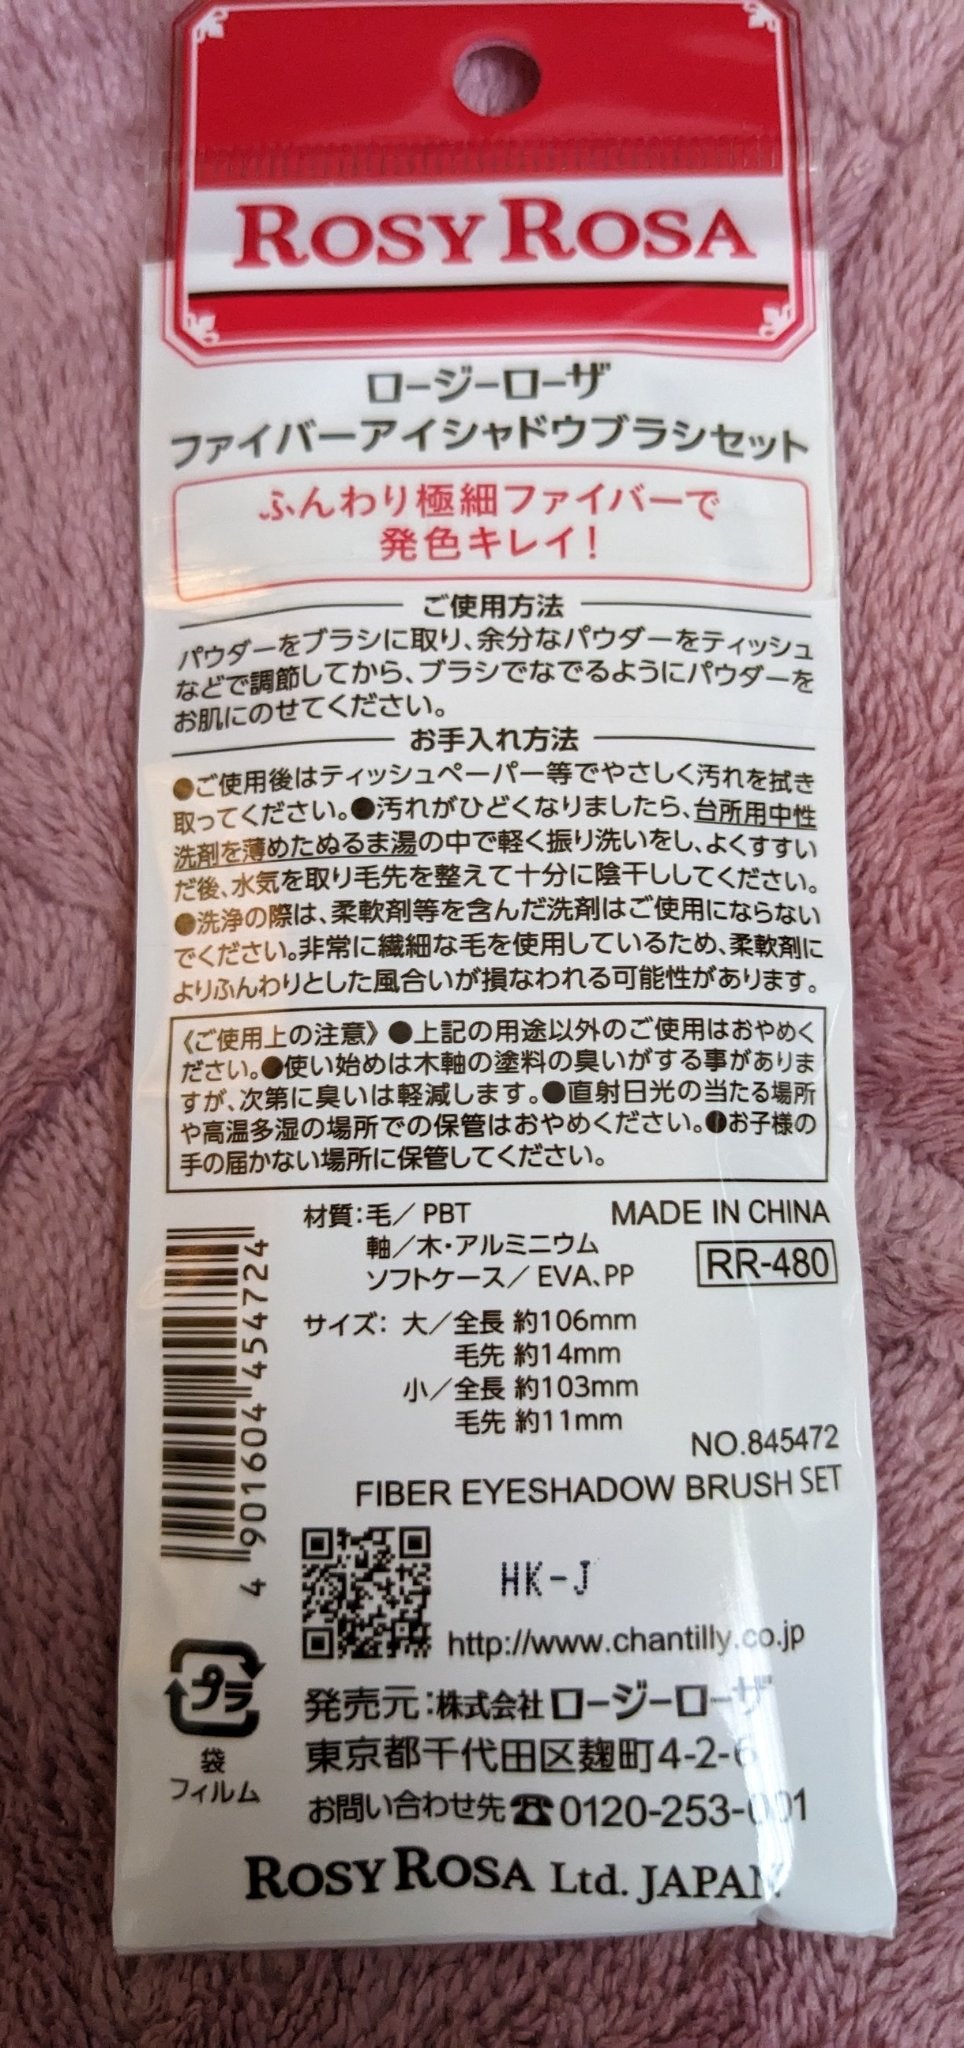 ROSY ROSA
ロージーローザ
ファイバーアイシャドウブラシセット
ふんわり極細ファイバーで
発色キレイ！
ご使用方法
パウダーをブラシに取り、余分なパウダーをティッシュ
などで調節してから、ブラシでなでるようにパウダーを
お肌にのせてください。
お手入れ方法
●ご使用後はティッシュペーパー等でやさしく汚れを拭き
取ってください。●汚れがひどくなりましたら、台所用中性
洗剤を薄めたぬるま湯の中で軽く振り洗いをし、よくすすい
だ後、水気を取り毛先を整えて十分に陰干ししてください。
●洗浄の際は、柔軟剤等を含んだ洗剤はご使用にならない
でください。非常に繊細な毛を使用しているため、柔軟剤に
よりふんわりとした風合いが損なわれる可能性があります。
《ご使用上の注意》●上記の用途以外のご使用はおやめく
ださい。●使い始めは木軸の塗料の臭いがする事がありま
すが、次第に臭いは軽減します。●直射日光の当たる場所
や高温多湿の場所での保管はおやめください。●お子様の
手の届かない場所に保管してください。
材質：毛／PBT MADE IN CHINA
軸／木・アルミニウム
ソフトケース／EVA、PP RR-480
サイズ：大／全長 約106mm
毛先 約14mm
小／全長 約103mm
毛先 約11mm
4 901604 454724
NO.845472
FIBER EYESHADOW BRUSH SET
HK-J
http://www.chantilly.co.jp
プラ
袋
フィルム
発売元：株式会社ロージーローザ
東京都千代田区麹町4-2-6
お問い合わせ先☎0120-253-001
ROSY ROSA Ltd. JAPAN